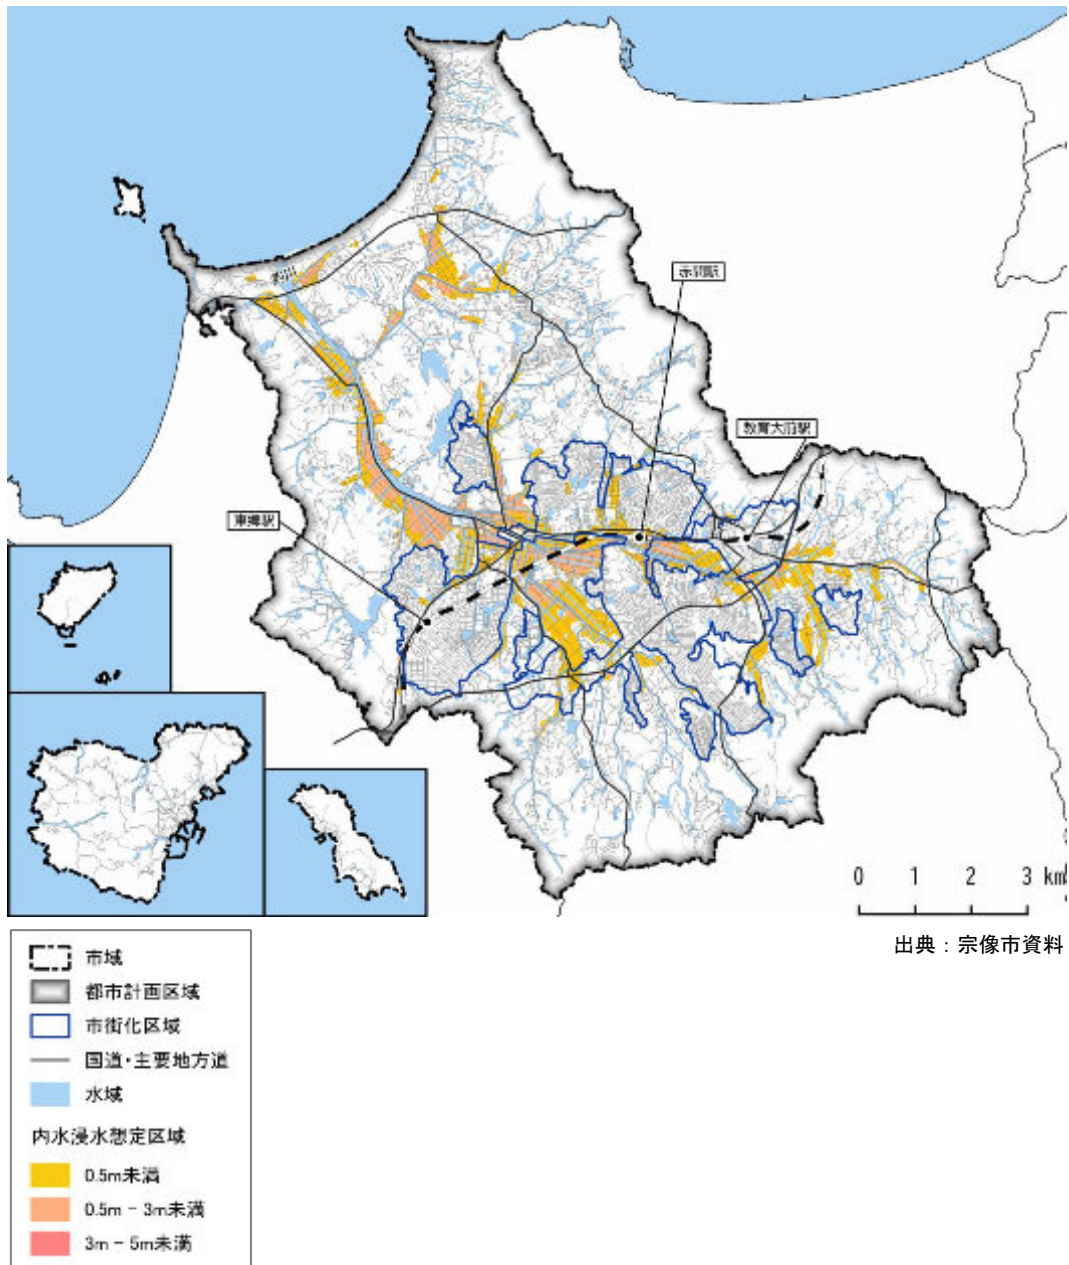 赤間駅
教育大前駅
東郷駅
釣川
0 1 2 3 km
出典：宗像市資料
市域
都市計画区域
市街化区域
国道・主要地方道
水域
内水浸水想定区域
0.5m未満
0.5m － 3m未満
3m － 5m未満